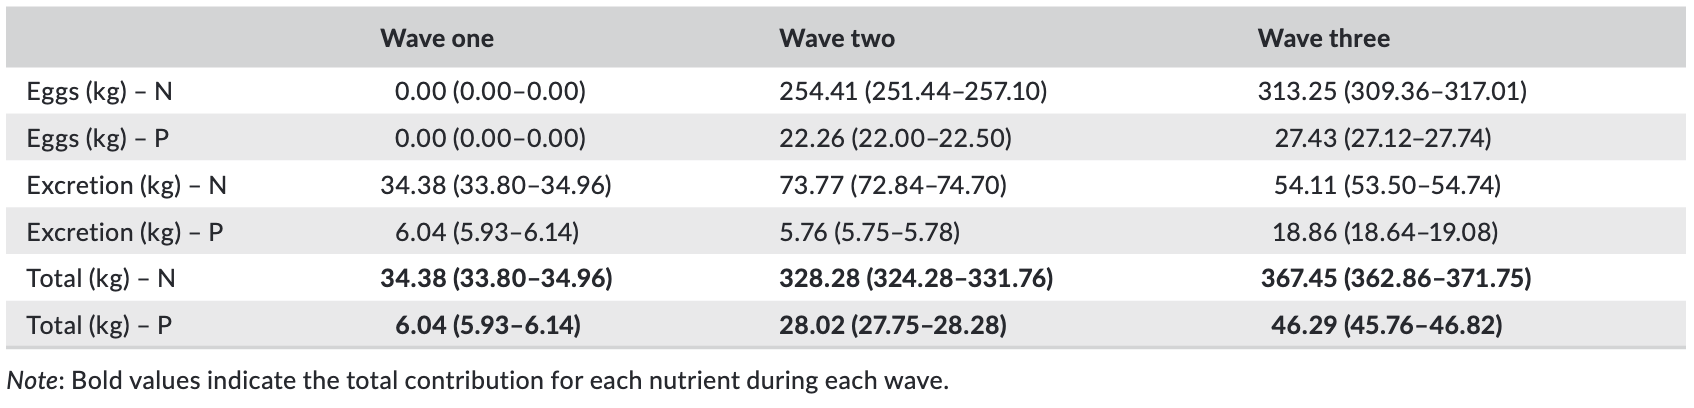 Wave one Wave two Wave three
Eggs (kg) – N 0.00 (0.00–0.00) 254.41 (251.44–257.10) 313.25 (309.36–317.01)
Eggs (kg) – P 0.00 (0.00–0.00) 22.26 (22.00–22.50) 27.43 (27.12–27.74)
Excretion (kg) – N 34.38 (33.80–34.96) 73.77 (72.84–74.70) 54.11 (53.50–54.74)
Excretion (kg) – P 6.04 (5.93–6.14) 5.76 (5.75–5.78) 18.86 (18.64–19.08)
Total (kg) – N 34.38 (33.80–34.96) 328.28 (324.28–331.76) 367.45 (362.86–371.75)
Total (kg) – P 6.04 (5.93–6.14) 28.02 (27.75–28.28) 46.29 (45.76–46.82)
Note: Bold values indicate the total contribution for each nutrient during each wave.